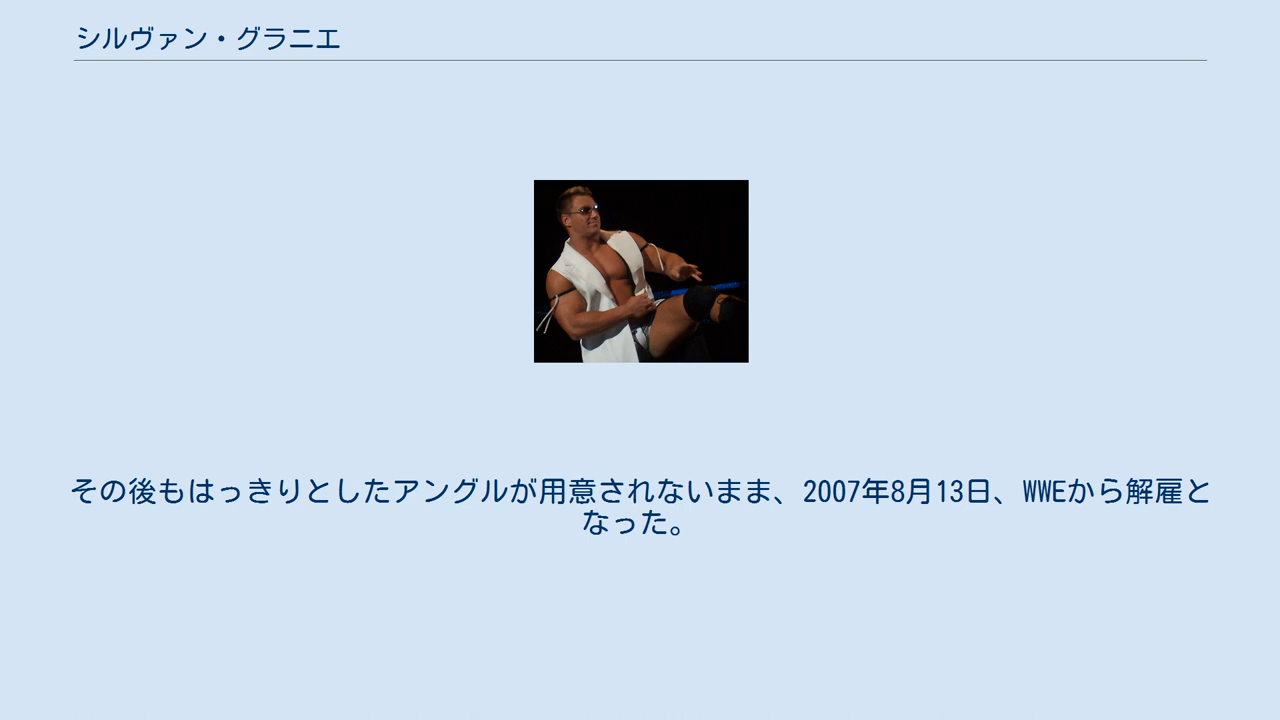 シルヴァン・グラニエ
その後もはっきりとしたアングルが用意されないまま、2007年8月13日、WWEから解雇と
なった。